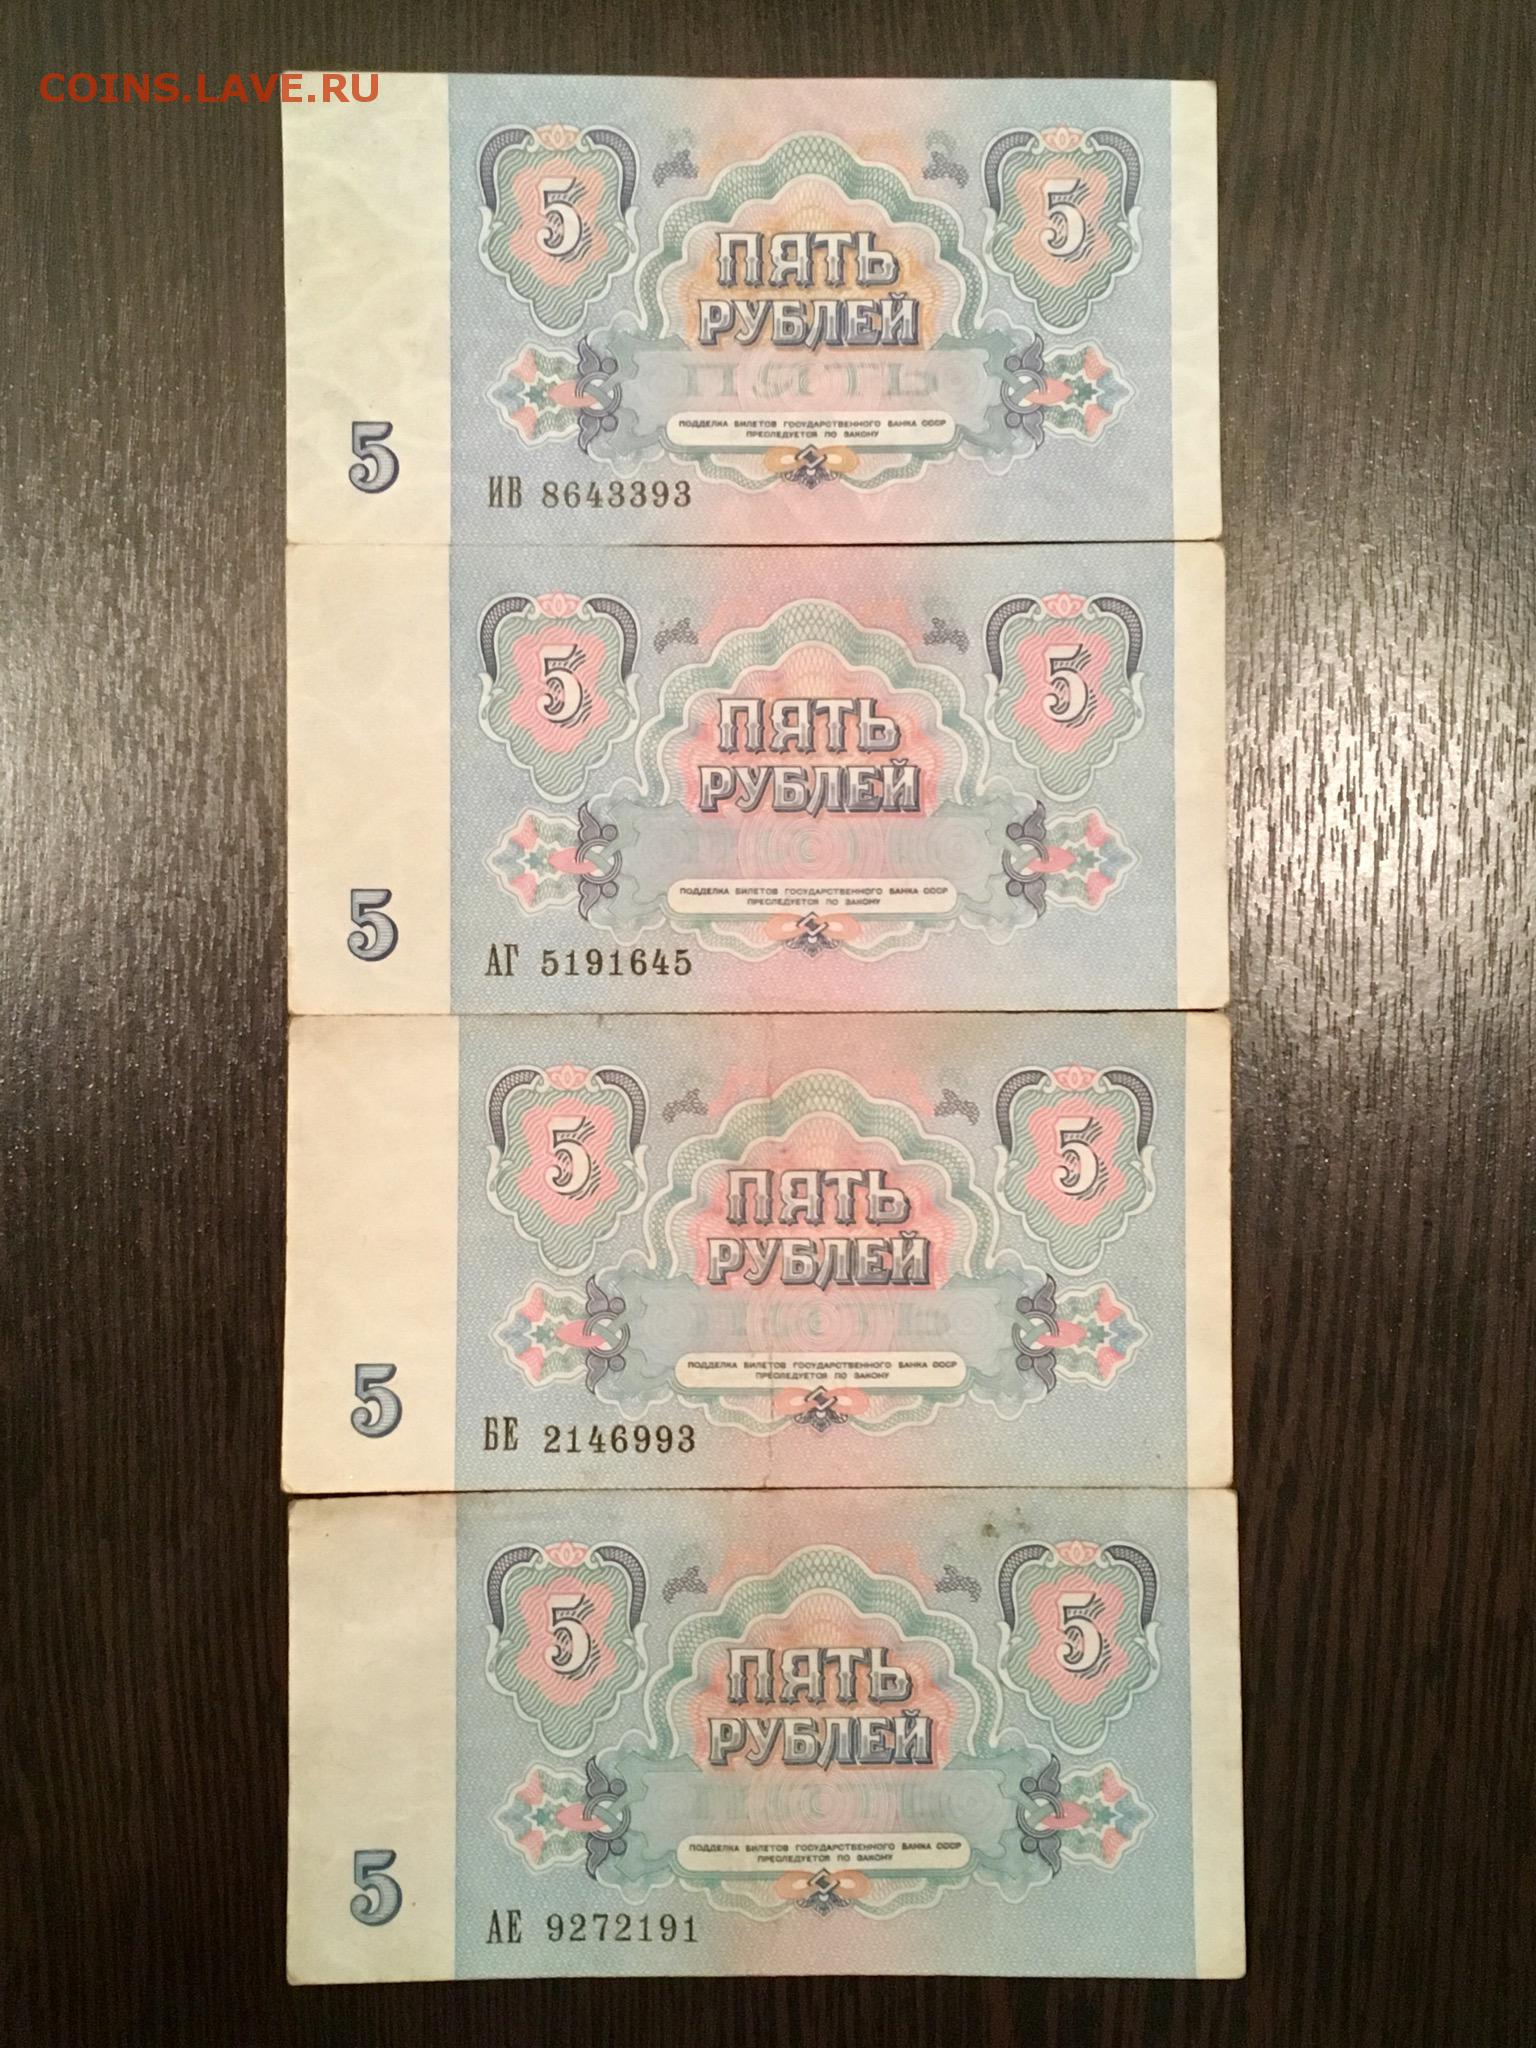 COINS.LAVE.RU
5 5
ПЯТЬ
РУБЛЕЙ
ПЯТЬ
ПОДДЕЛКА БИЛЕТОВ ГОСУДАРСТВЕННОГО БАНКА СССР
ПРЕСЛЕДУЕТСЯ ПО ЗАКОНУ
5
ИВ 8643393
5 5
ПЯТЬ
РУБЛЕЙ
ПОДДЕЛКА БИЛЕТОВ ГОСУДАРСТВЕННОГО БАНКА СССР
ПРЕСЛЕДУЕТСЯ ПО ЗАКОНУ
5
АГ 5191645
5 5
ПЯТЬ
РУБЛЕЙ
ПЯТЬ
ПОДДЕЛКА БИЛЕТОВ ГОСУДАРСТВЕННОГО БАНКА СССР
ПРЕСЛЕДУЕТСЯ ПО ЗАКОНУ
5
БЕ 2146993
5 5
ПЯТЬ
РУБЛЕЙ
ПЯТЬ
ПОДДЕЛКА БИЛЕТОВ ГОСУДАРСТВЕННОГО БАНКА СССР
ПРЕСЛЕДУЕТСЯ ПО ЗАКОНУ
5
АЕ 9272191